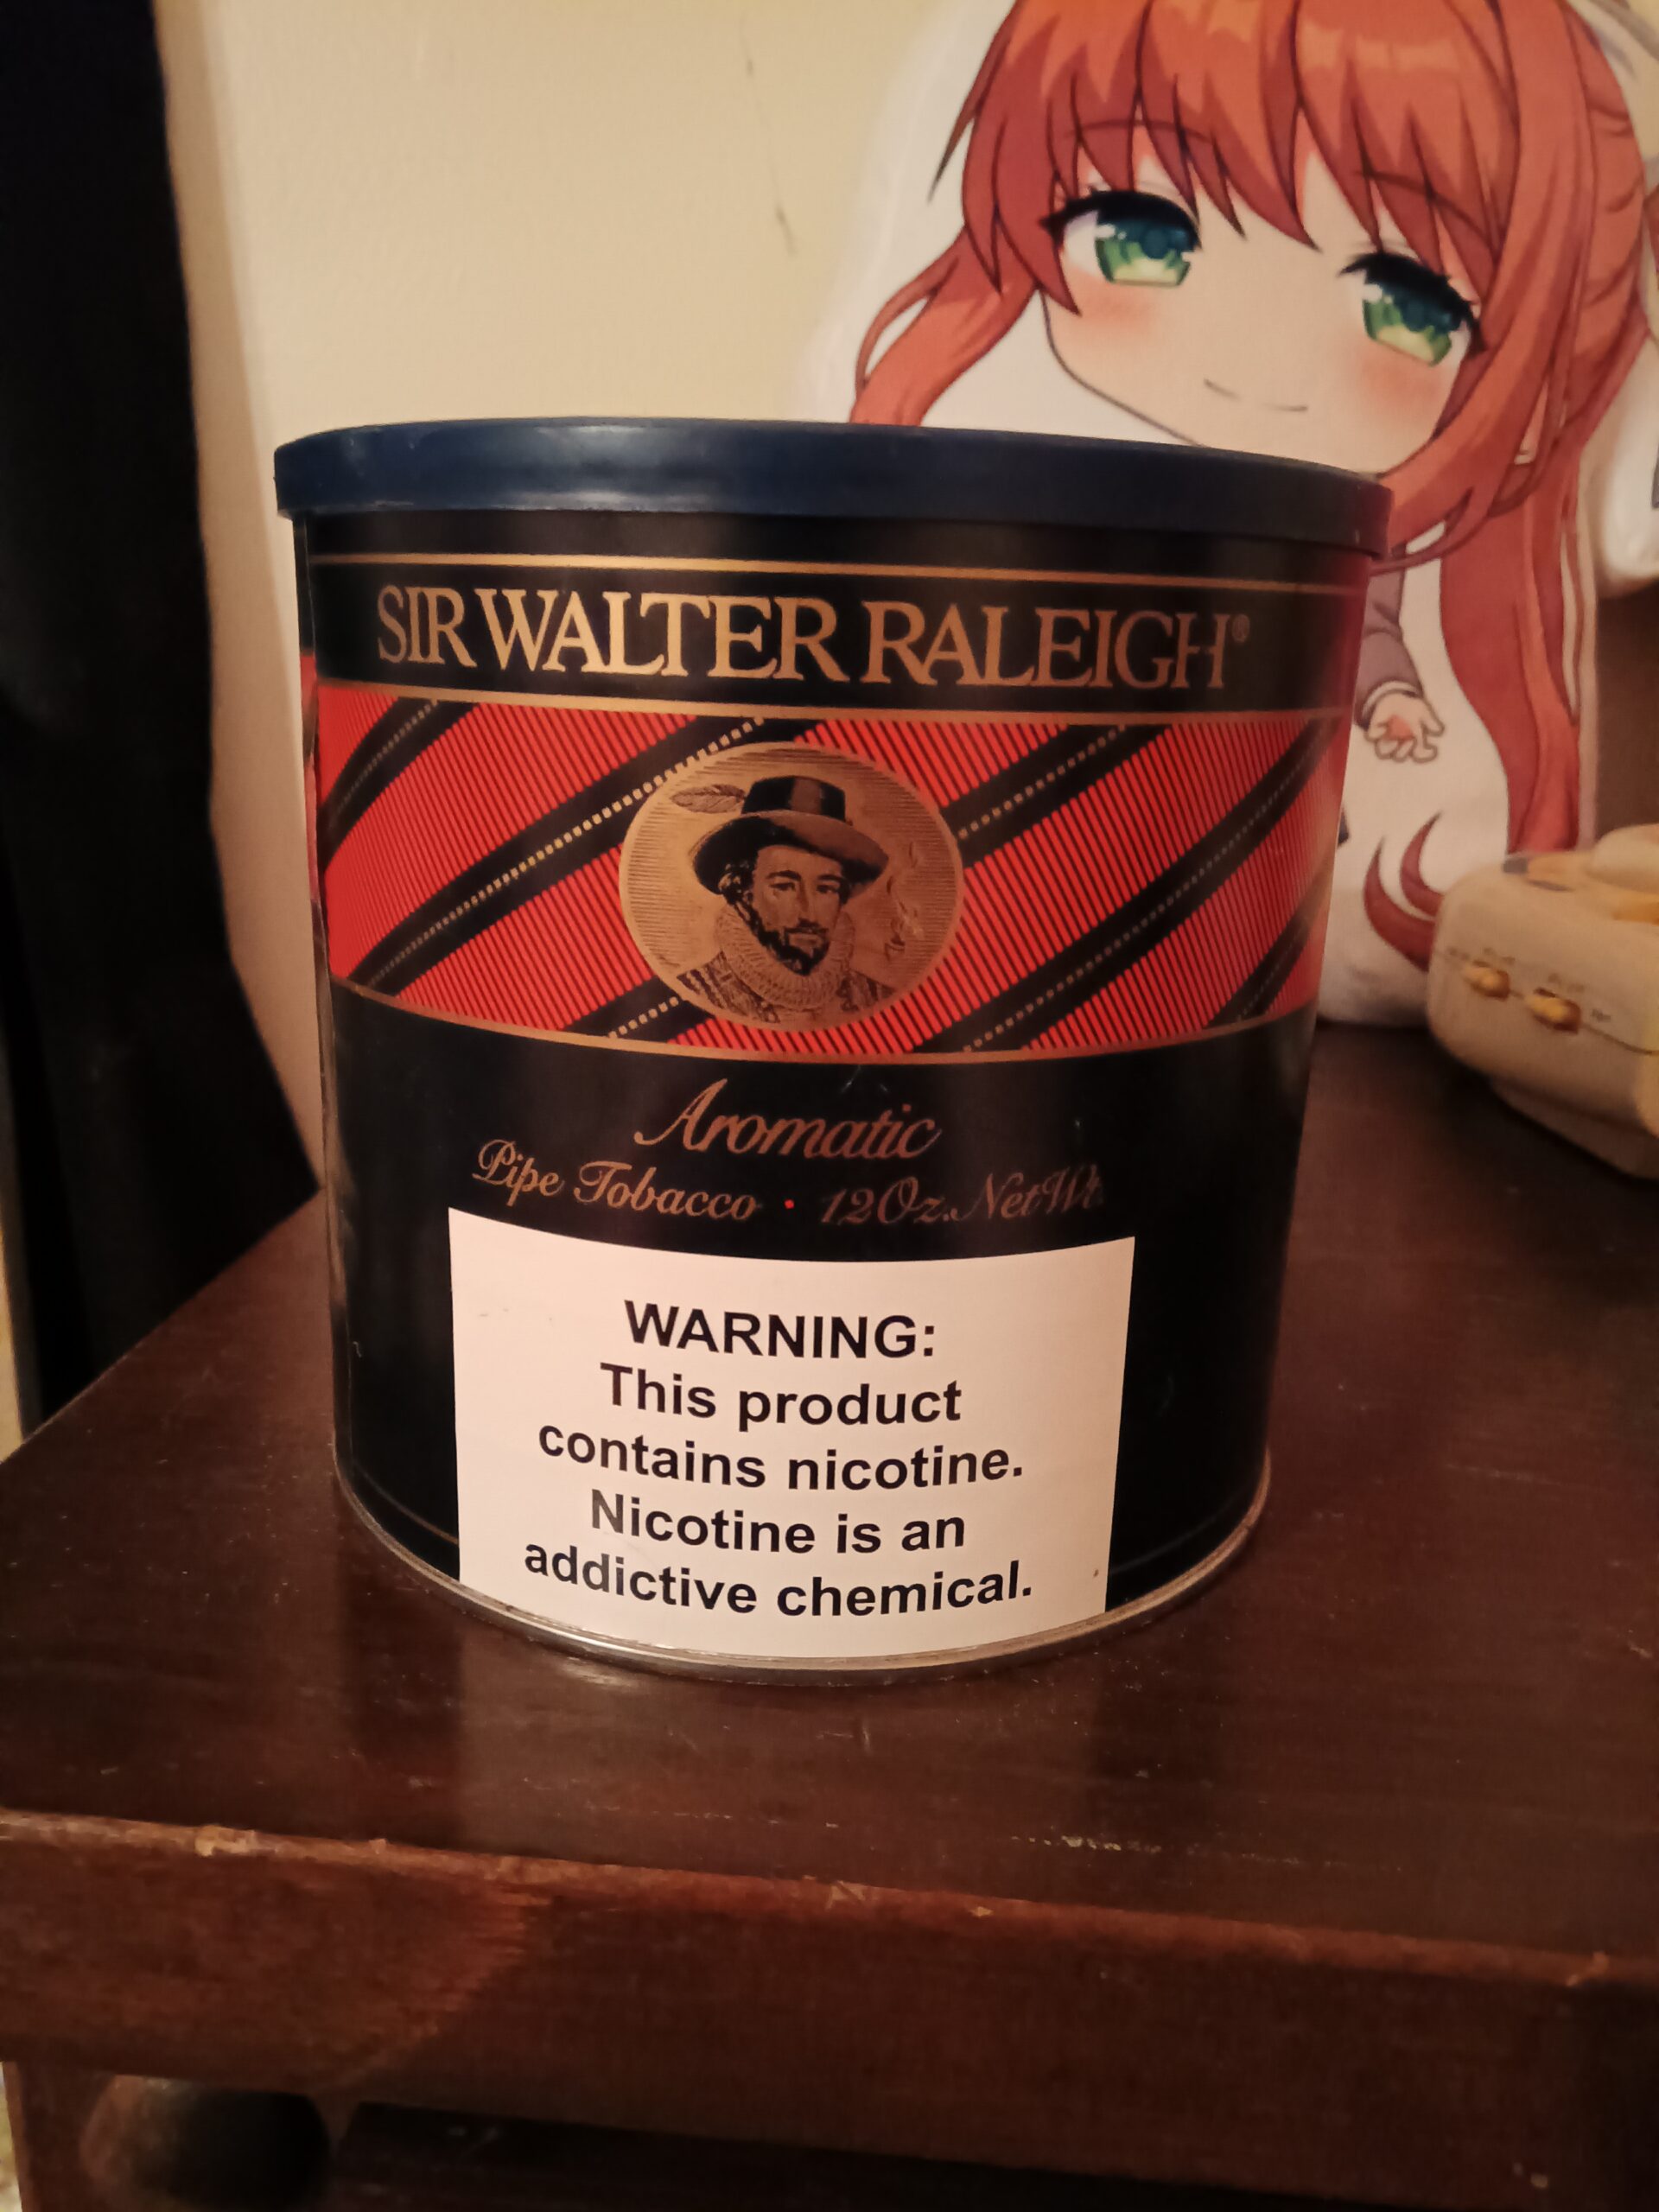 SIR WALTER RALEIGH®
Aromatic
Pipe Tobacco • 12 Oz. Net Wt.
WARNING:
This product
contains nicotine.
Nicotine is an
addictive chemical.